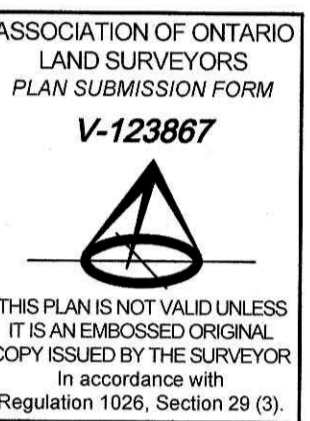 ASSOCIATION OF ONTARIO
LAND SURVEYORS
PLAN SUBMISSION FORM
V-123867
THIS PLAN IS NOT VALID UNLESS
IT IS AN EMBOSSED ORIGINAL
COPY ISSUED BY THE SURVEYOR
In accordance with
Regulation 1026, Section 29 (3).